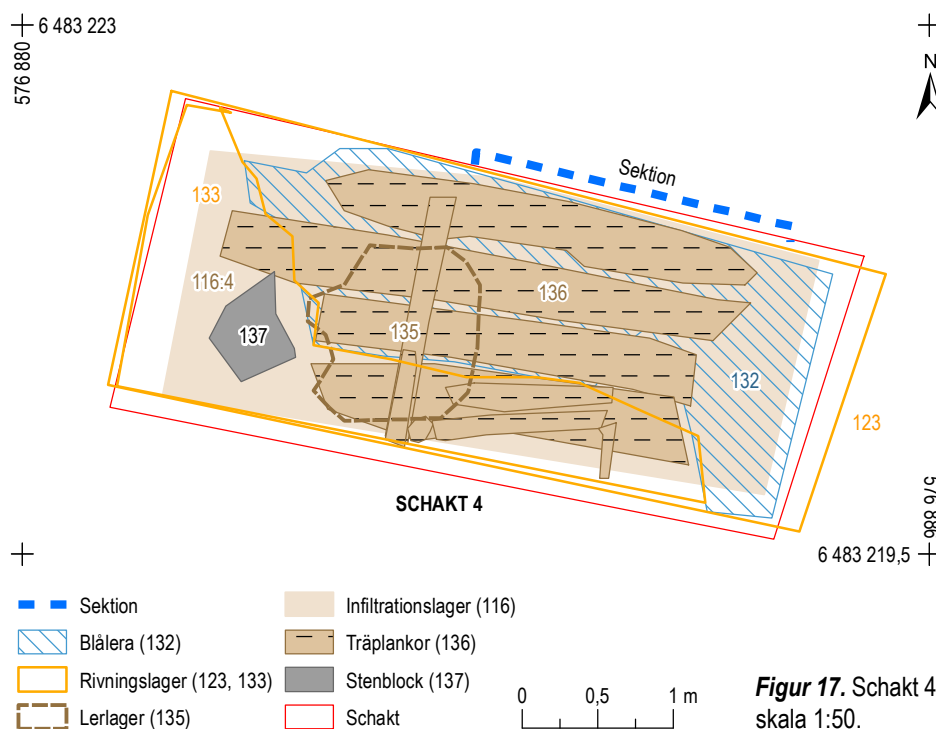 6 483 223
576 880
N
Sektion
133
116:4
136
137
135
132
123
SCHAKT 4
576 886
6 483 219,5
Sektion
Infiltrationslager (116)
Blålera (132)
Träplankor (136)
Rivningslager (123, 133)
Stenblock (137)
Lerlager (135)
Schakt
0 0,5 1 m
Figur 17. Schakt 4
skala 1:50.